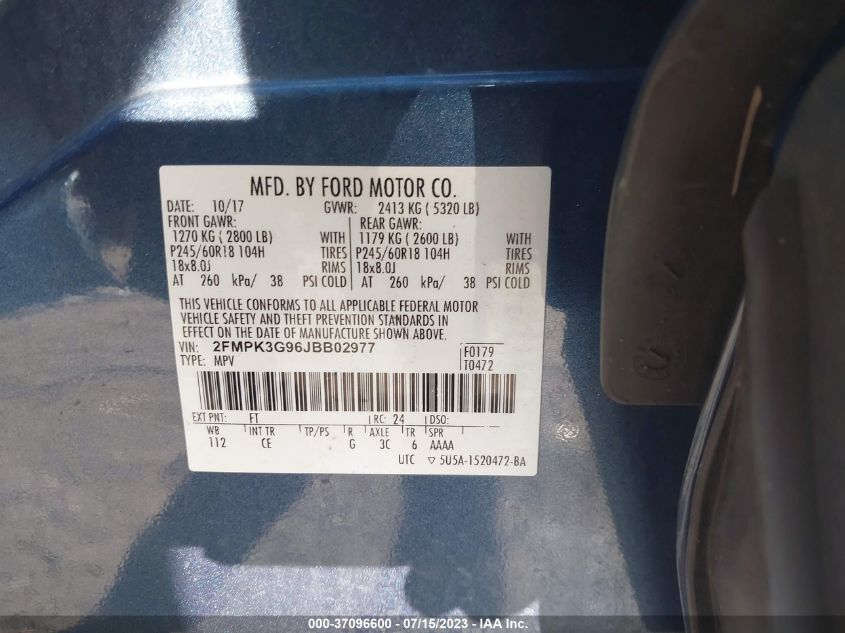 MFD. BY FORD MOTOR CO.
DATE: 10/17 GVWR: 2413 KG ( 5320 LB)
FRONT GAWR: REAR GAWR:
1270 KG ( 2800 LB) WITH 1179 KG ( 2600 LB) WITH
P245/60R18 104H TIRES P245/60R18 104H TIRES
18x8.0J RIMS 18x8.0J RIMS
AT 260 kPa/ 38 PSI COLD AT 260 kPa/ 38 PSI COLD
THIS VEHICLE CONFORMS TO ALL APPLICABLE FEDERAL MOTOR
VEHICLE SAFETY AND THEFT PREVENTION STANDARDS IN
EFFECT ON THE DATE OF MANUFACTURE SHOWN ABOVE.
VIN: 2FMPK3G96JBB02977 F0179
TYPE: MPV T0472
EXT PNT: FT RC: 24 DSO:
WB INT TR TP/PS R AXLE TR SPR
112 CE G 3C 6 AAAA
UTC 5U5A-1520472-BA
000-37096600 - 07/15/2023 - IAA Inc.